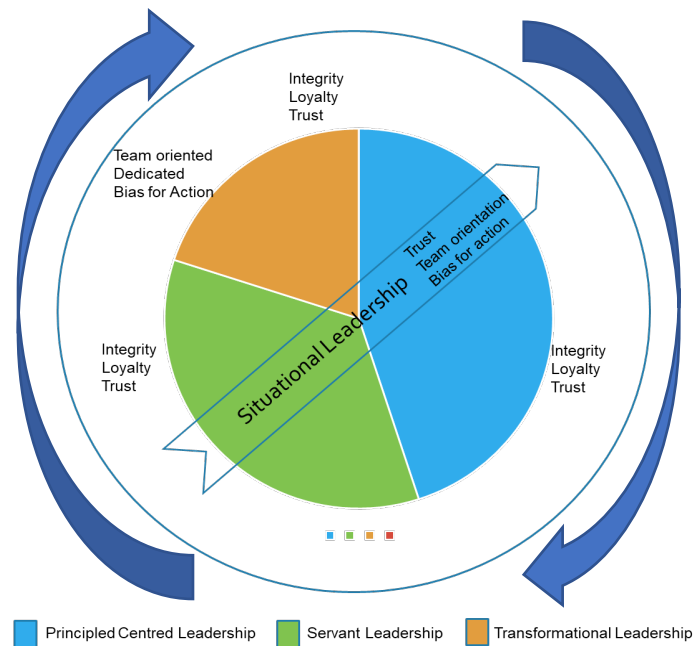 Integrity
Loyalty
Trust
Team oriented
Dedicated
Bias for Action
Trust
Team orientation
Bias for action
Situational Leadership
Integrity
Loyalty
Trust
Integrity
Loyalty
Trust
Principled Centred Leadership
Servant Leadership
Transformational Leadership